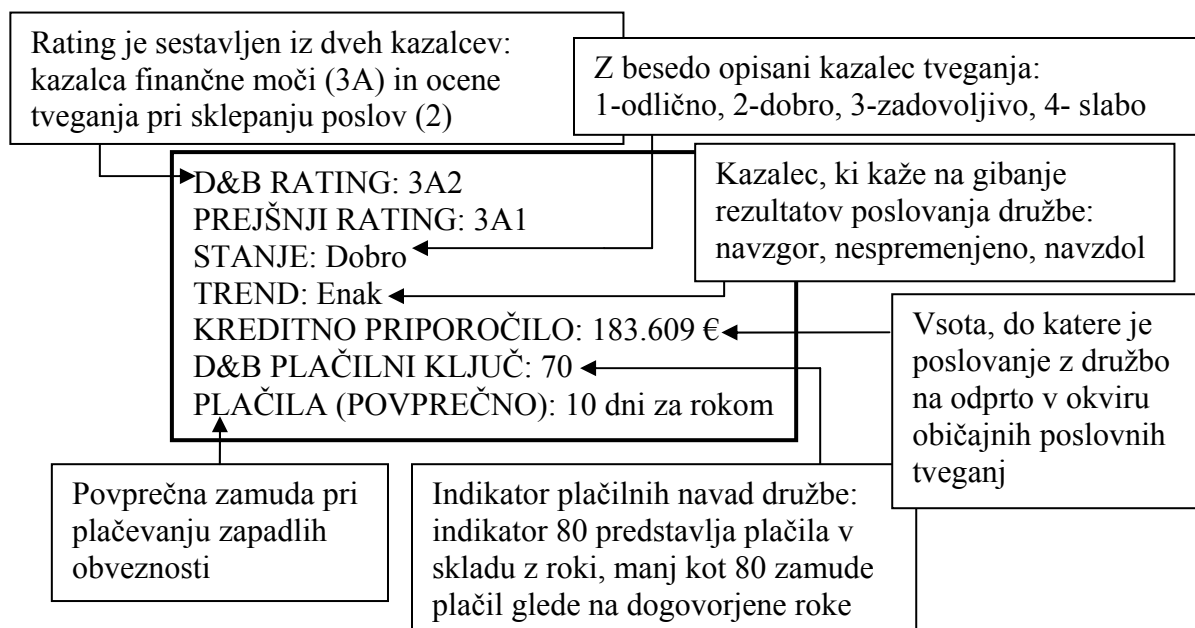 Rating je sestavljen iz dveh kazalcev:
kazalca finančne moči (3A) in ocene
tveganja pri sklepanju poslov (2)
Z besedo opisani kazalec tveganja:
1-odlično, 2-dobro, 3-zadovoljivo, 4- slabo
Kazalec, ki kaže na gibanje
rezultatov poslovanja družbe:
navzgor, nespremenjeno, navzdol
D&B RATING: 3A2
PREJŠNJI RATING: 3A1
STANJE: Dobro
TREND: Enak
KREDITNO PRIPOROČILO: 183.609 €
D&B PLAČILNI KLJUČ: 70
PLAČILA (POVPREČNO): 10 dni za rokom
Vsota, do katere je
poslovanje z družbo
na odprto v okviru
običajnih poslovnih
tveganj
Povprečna zamuda pri
plačevanju zapadlih
obveznosti
Indikator plačilnih navad družbe:
indikator 80 predstavlja plačila v
skladu z roki, manj kot 80 zamude
plačil glede na dogovorjene roke